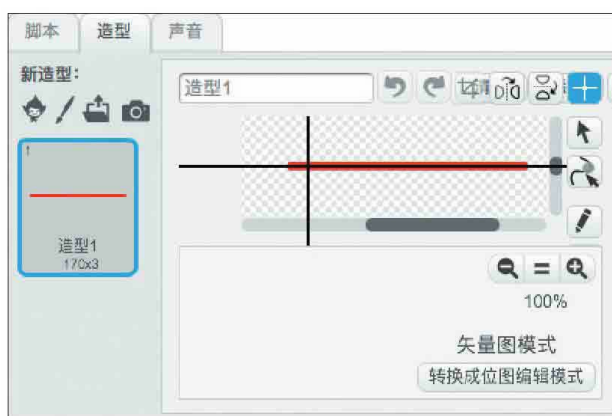 脚本 造型 声音
新造型:
造型1
1
造型1
170x3
100%
矢量图模式
转换成位图编辑模式